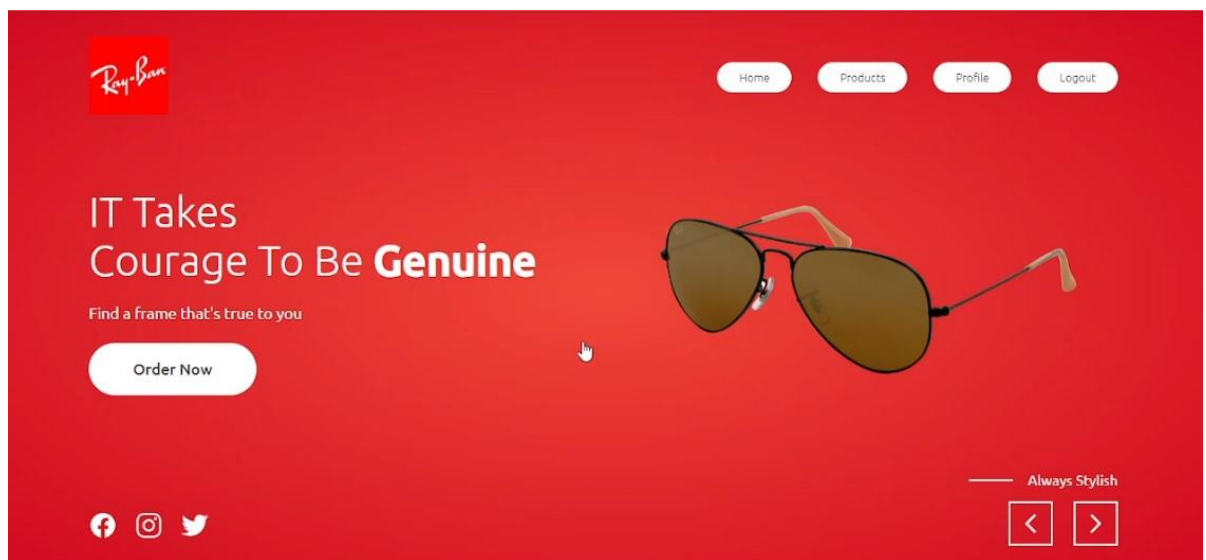 Ray-Ban
Home
Products
Profile
Logout
IT Takes
Courage To Be Genuine
Find a frame that's true to you
Order Now
Always Stylish